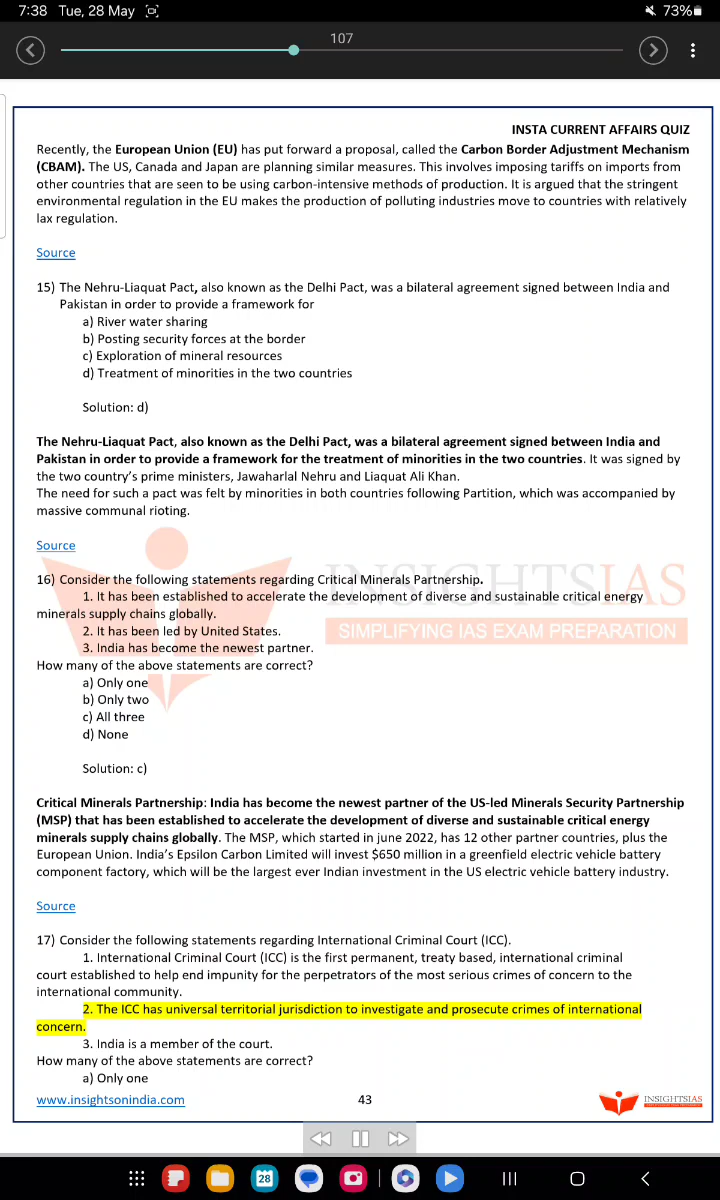 7:38 Tue, 28 May
73%
107
INSTA CURRENT AFFAIRS QUIZ
Recently, the European Union (EU) has put forward a proposal, called the Carbon Border Adjustment Mechanism
(CBAM). The US, Canada and Japan are planning similar measures. This involves imposing tariffs on imports from
other countries that are seen to be using carbon-intensive methods of production. It is argued that the stringent
environmental regulation in the EU makes the production of polluting industries move to countries with relatively
lax regulation.
Source
15) The Nehru-Liaquat Pact, also known as the Delhi Pact, was a bilateral agreement signed between India and
Pakistan in order to provide a framework for
a) River water sharing
b) Posting security forces at the border
c) Exploration of mineral resources
d) Treatment of minorities in the two countries
Solution: d)
The Nehru-Liaquat Pact, also known as the Delhi Pact, was a bilateral agreement signed between India and
Pakistan in order to provide a framework for the treatment of minorities in the two countries. It was signed by
the two country's prime ministers, Jawaharlal Nehru and Liaquat Ali Khan.
The need for such a pact was felt by minorities in both countries following Partition, which was accompanied by
massive communal rioting.
Source
INSIGHTSIAS
SIMPLIFYING IAS EXAM PREPARATION
16) Consider the following statements regarding Critical Minerals Partnership.
1. It has been established to accelerate the development of diverse and sustainable critical energy
minerals supply chains globally.
2. It has been led by United States.
3. India has become the newest partner.
How many of the above statements are correct?
a) Only one
b) Only two
c) All three
d) None
Solution: c)
Critical Minerals Partnership: India has become the newest partner of the US-led Minerals Security Partnership
(MSP) that has been established to accelerate the development of diverse and sustainable critical energy
minerals supply chains globally. The MSP, which started in june 2022, has 12 other partner countries, plus the
European Union. India's Epsilon Carbon Limited will invest $650 million in a greenfield electric vehicle battery
component factory, which will be the largest ever Indian investment in the US electric vehicle battery industry.
Source
17) Consider the following statements regarding International Criminal Court (ICC).
1. International Criminal Court (ICC) is the first permanent, treaty based, international criminal
court established to help end impunity for the perpetrators of the most serious crimes of concern to the
international community.
2. The ICC has universal territorial jurisdiction to investigate and prosecute crimes of international
concern.
3. India is a member of the court.
How many of the above statements are correct?
a) Only one
www.insightsonindia.com
43
INSIGHTSIAS
28